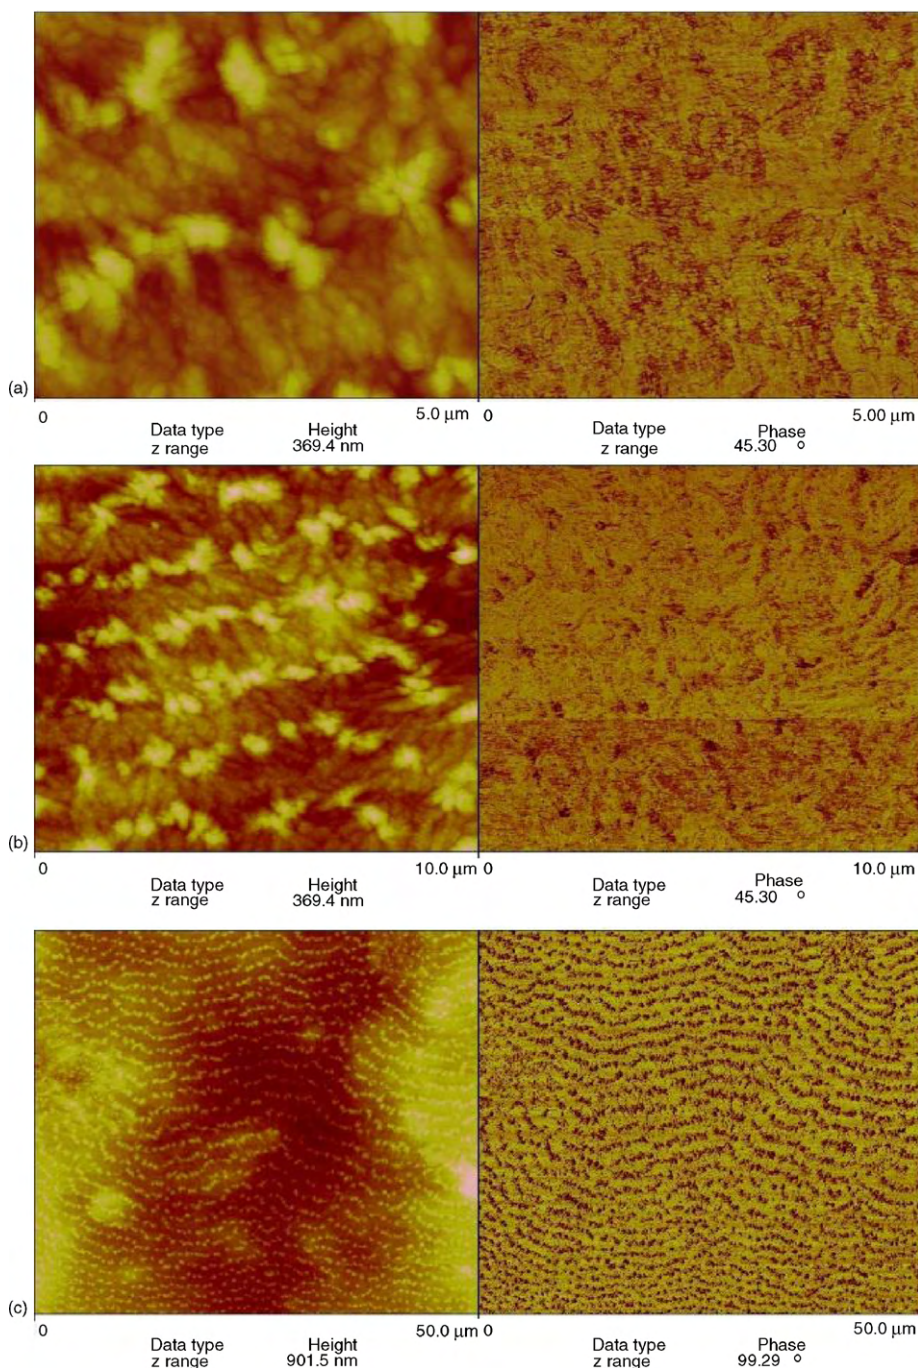 (a)
0 5.0 μm 0 5.00 μm
Data type Height Data type Phase
z range 369.4 nm z range 45.30 °
(b)
0 10.0 μm 0 10.0 μm
Data type Height Data type Phase
z range 369.4 nm z range 45.30 °
(c)
0 50.0 μm 0 50.0 μm
Data type Height Data type Phase
z range 901.5 nm z range 99.29 °